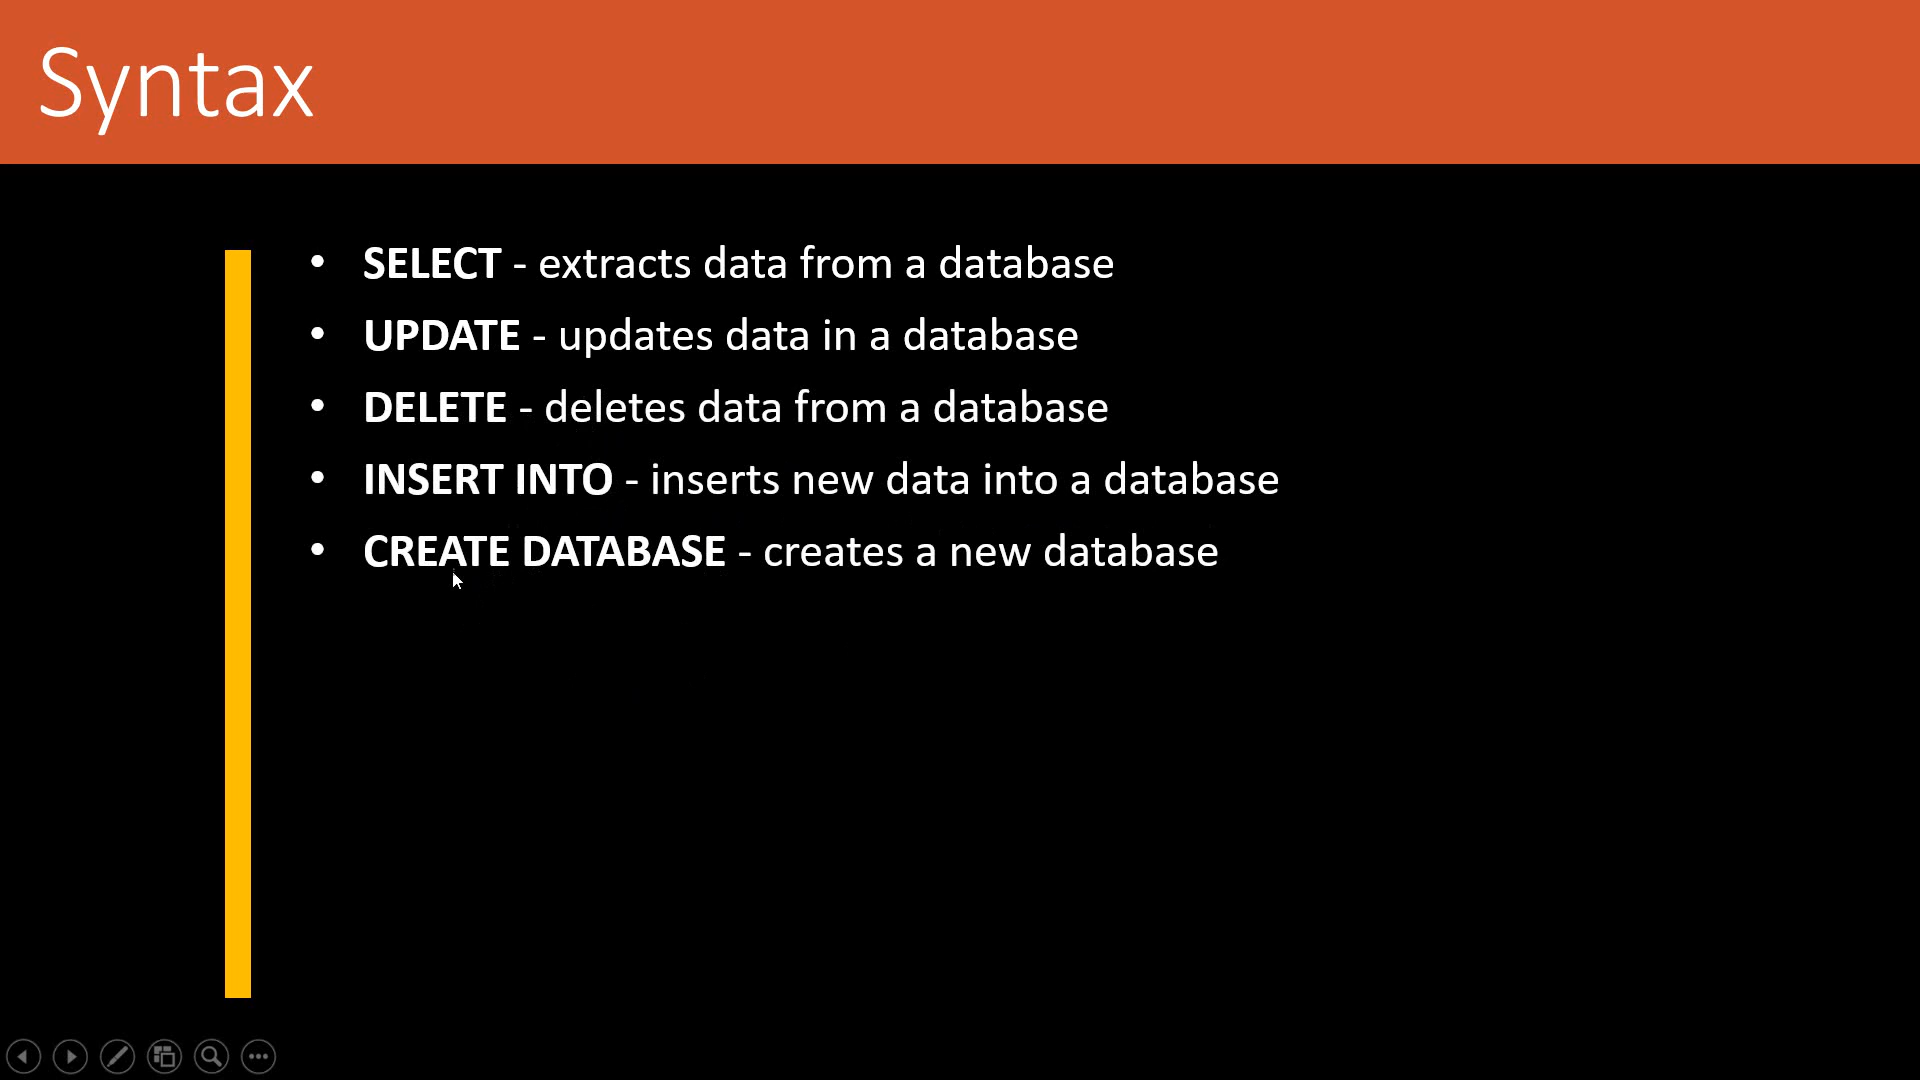 Syntax
• SELECT - extracts data from a database
• UPDATE - updates data in a database
• DELETE - deletes data from a database
• INSERT INTO - inserts new data into a database
• CREATE DATABASE - creates a new database